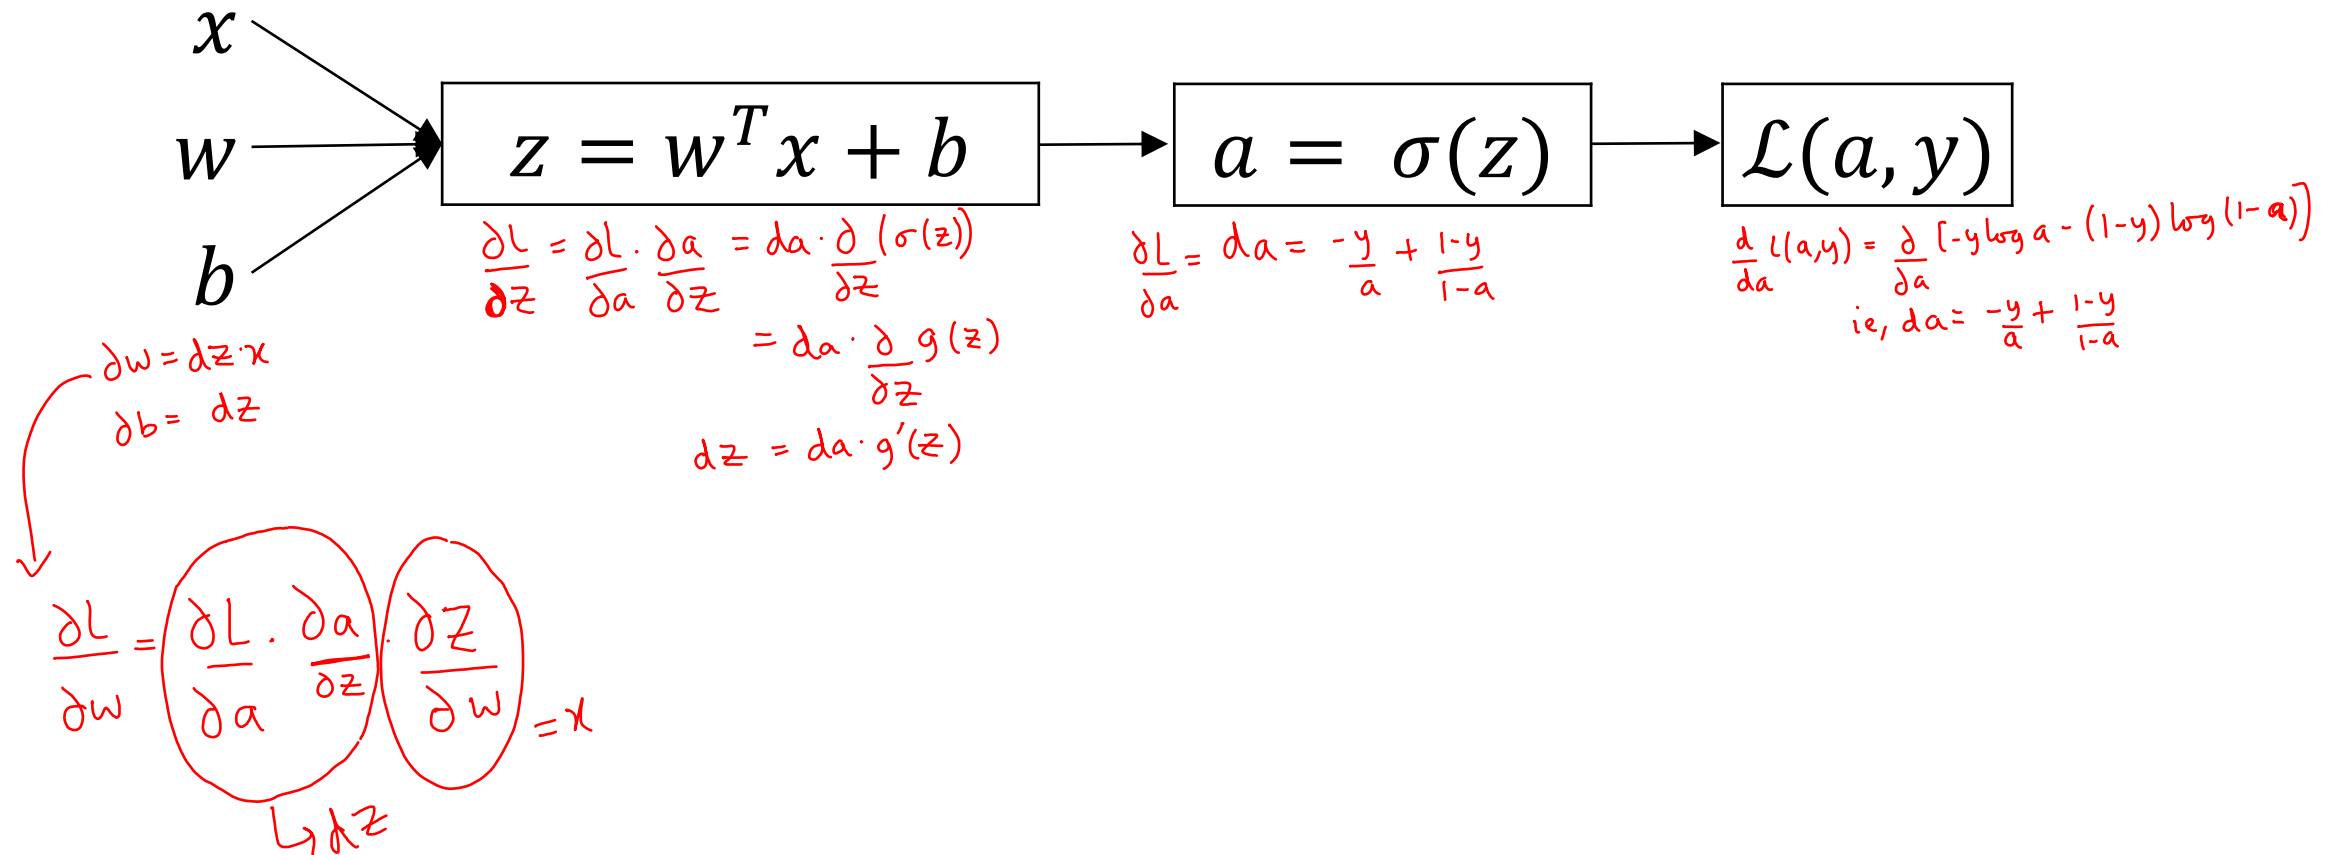 x
w
b
z = w^T x + b
a = σ(z)
ℒ(a, y)
∂L/∂z = ∂L/∂a · ∂a/∂z = da · ∂/∂z (σ(z))
= da · ∂/∂z g(z)
dz = da · g'(z)
∂L/∂a = da = -y/a + 1-y/1-a
d/da L(a,y) = ∂/∂a [-y log a - (1-y) log (1-a)]
ie, da = -y/a + 1-y/1-a
∂w = dz · x
∂b = dz
∂L/∂w = ∂L/∂a · ∂a/∂z · ∂z/∂w = x
dz